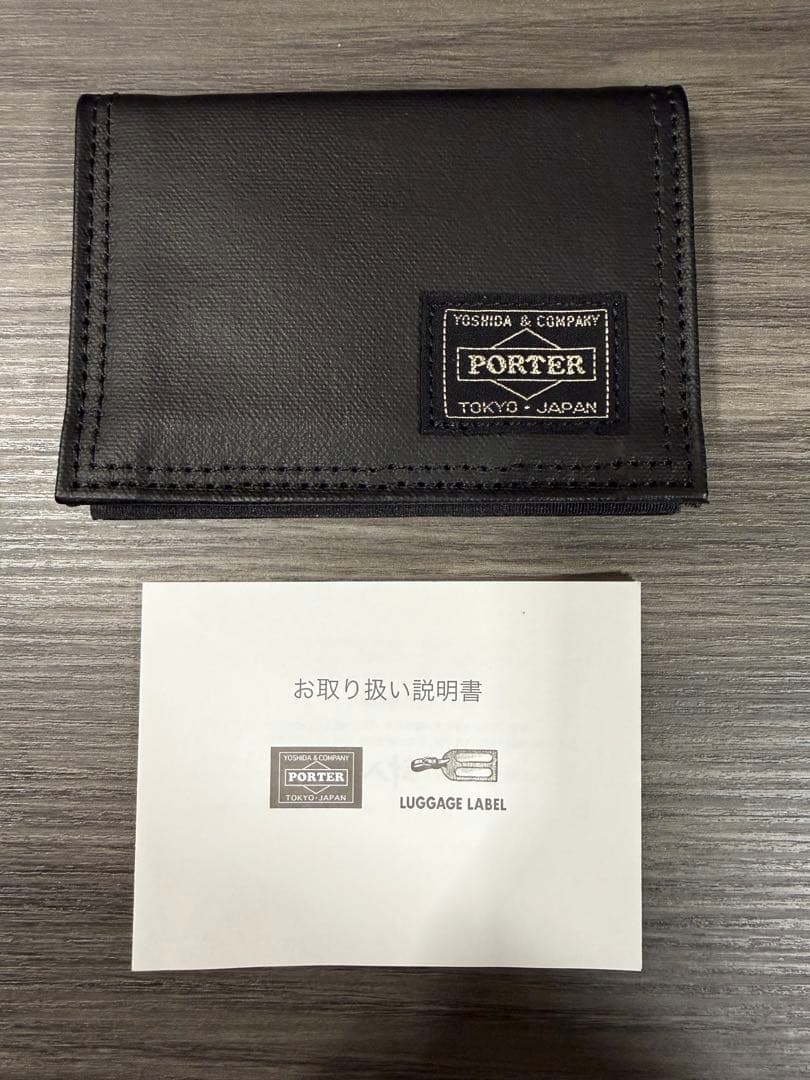 YOSHIDA & COMPANY
PORTER
TOKYO・JAPAN
お取り扱い説明書
YOSHIDA & COMPANY
PORTER
TOKYO・JAPAN
LUGGAGE LABEL